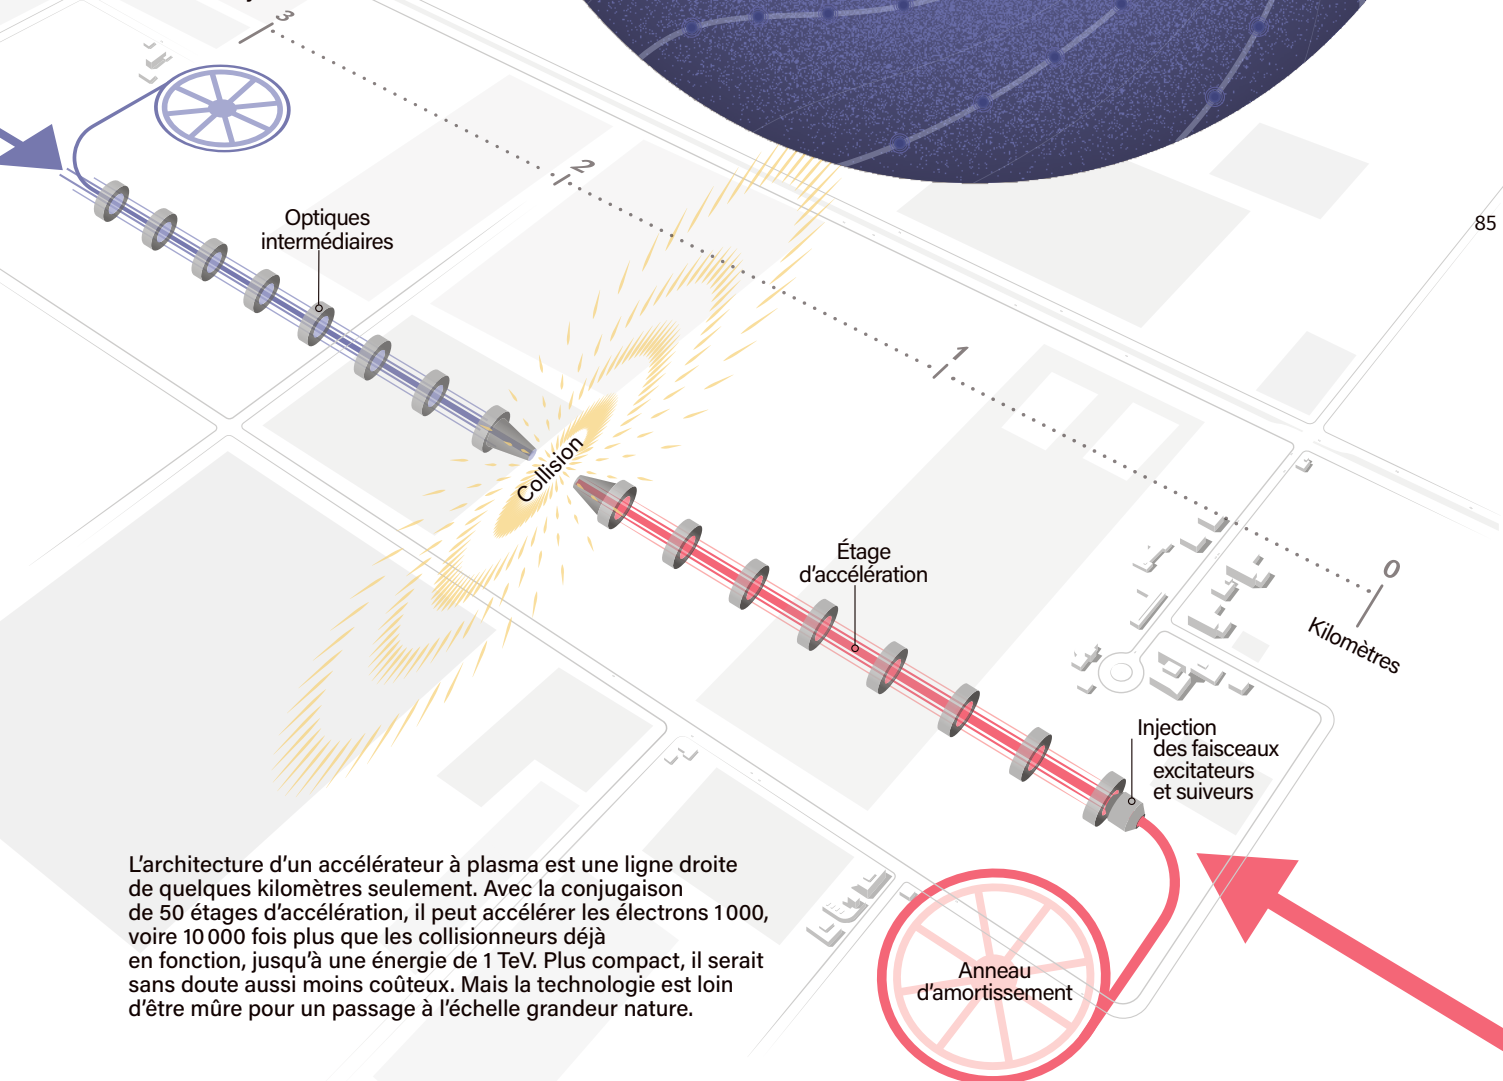 3
2
85
Optiques
intermédiaires
1
Collision
Étage
d'accélération
0
Kilomètres
Injection
des faisceaux
excitateurs
et suiveurs
L'architecture d'un accélérateur à plasma est une ligne droite
de quelques kilomètres seulement. Avec la conjugaison
de 50 étages d'accélération, il peut accélérer les électrons 1000,
voire 10 000 fois plus que les collisionneurs déjà
en fonction, jusqu'à une énergie de 1 TeV. Plus compact, il serait
sans doute aussi moins coûteux. Mais la technologie est loin
d'être mûre pour un passage à l'échelle grandeur nature.
Anneau
d'amortissement